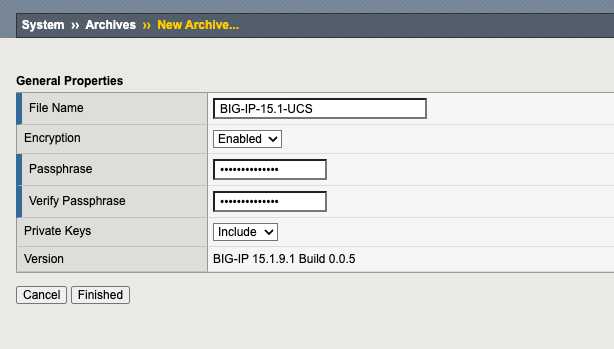 System ›› Archives ›› New Archive...
General Properties
File Name BIG-IP-15.1-UCS
Encryption Enabled
Passphrase ••••••••••••••
Verify Passphrase ••••••••••••••
Private Keys Include
Version BIG-IP 15.1.9.1 Build 0.0.5
Cancel Finished